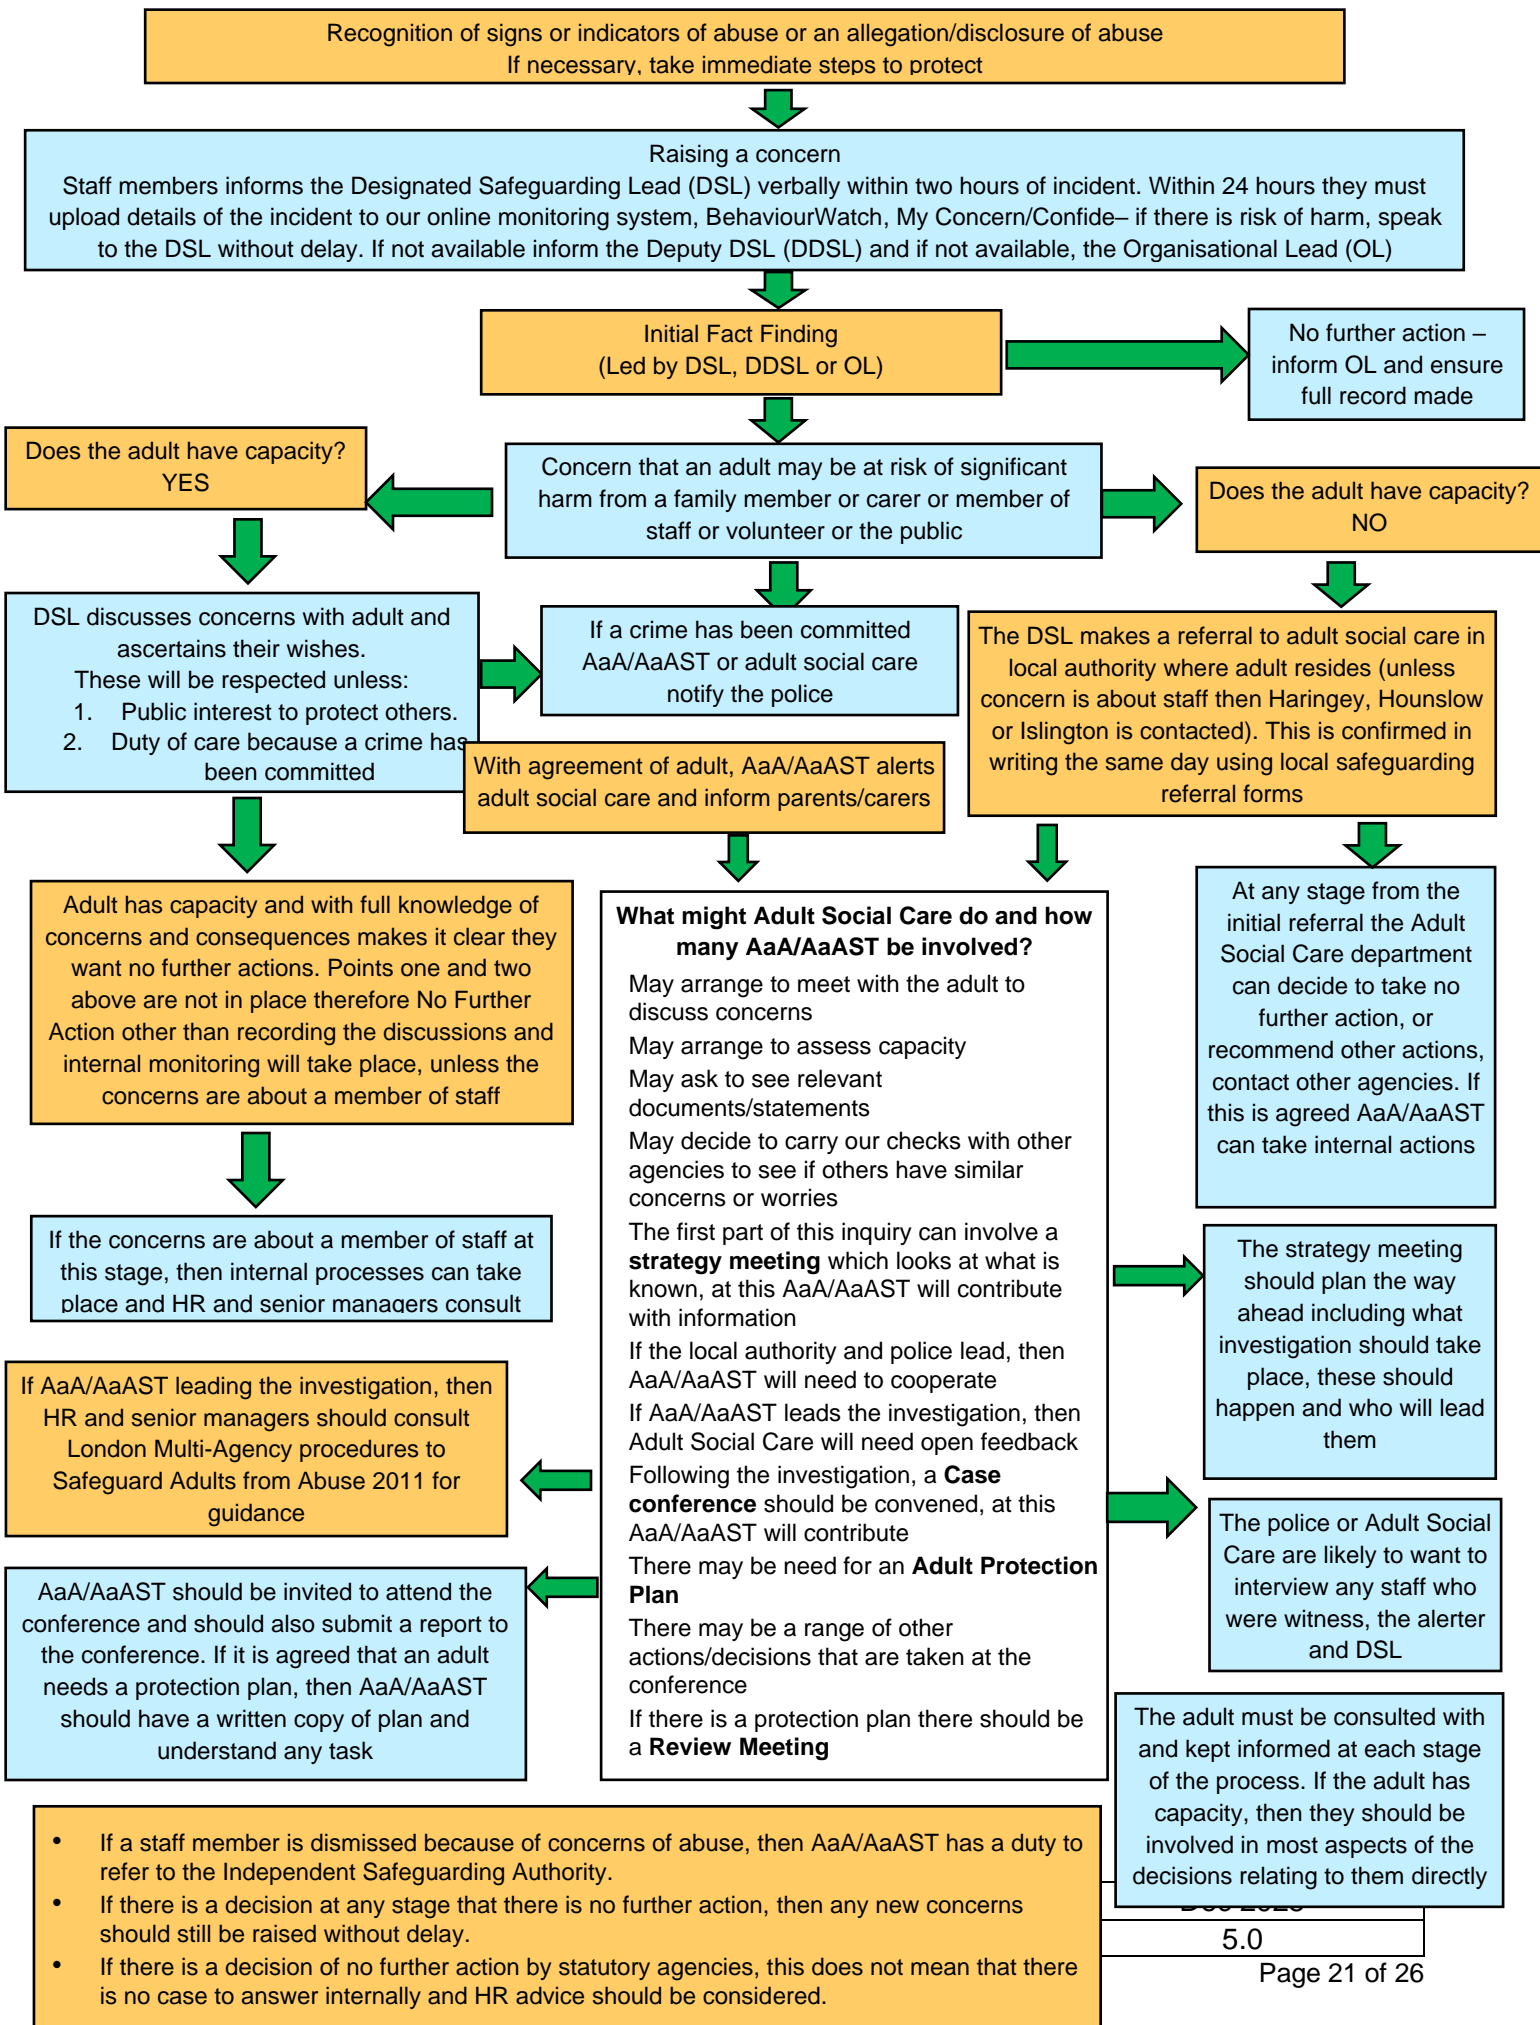 Recognition of signs or indicators of abuse or an allegation/disclosure of abuse
If necessary, take immediate steps to protect
Raising a concern
Staff members informs the Designated Safeguarding Lead (DSL) verbally within two hours of incident. Within 24 hours they must
upload details of the incident to our online monitoring system, BehaviourWatch, My Concern/Confide– if there is risk of harm, speak
to the DSL without delay. If not available inform the Deputy DSL (DDSL) and if not available, the Organisational Lead (OL)
Initial Fact Finding
(Led by DSL, DDSL or OL)
No further action –
inform OL and ensure
full record made
Does the adult have capacity?
YES
Concern that an adult may be at risk of significant
harm from a family member or carer or member of
staff or volunteer or the public
Does the adult have capacity?
NO
DSL discusses concerns with adult and
ascertains their wishes.
These will be respected unless:
1. Public interest to protect others.
2. Duty of care because a crime has
been committed
If a crime has been committed
AaA/AaAST or adult social care
notify the police
The DSL makes a referral to adult social care in
local authority where adult resides (unless
concern is about staff then Haringey, Hounslow
or Islington is contacted). This is confirmed in
writing the same day using local safeguarding
referral forms
With agreement of adult, AaA/AaAST alerts
adult social care and inform parents/carers
Adult has capacity and with full knowledge of
concerns and consequences makes it clear they
want no further actions. Points one and two
above are not in place therefore No Further
Action other than recording the discussions and
internal monitoring will take place, unless the
concerns are about a member of staff
What might Adult Social Care do and how
many AaA/AaAST be involved?
May arrange to meet with the adult to
discuss concerns
May arrange to assess capacity
May ask to see relevant
documents/statements
May decide to carry our checks with other
agencies to see if others have similar
concerns or worries
The first part of this inquiry can involve a
strategy meeting which looks at what is
known, at this AaA/AaAST will contribute
with information
If the local authority and police lead, then
AaA/AaAST will need to cooperate
If AaA/AaAST leads the investigation, then
Adult Social Care will need open feedback
Following the investigation, a Case
conference should be convened, at this
AaA/AaAST will contribute
There may be need for an Adult Protection
Plan
There may be a range of other
actions/decisions that are taken at the
conference
If there is a protection plan there should be
a Review Meeting
At any stage from the
initial referral the Adult
Social Care department
can decide to take no
further action, or
recommend other actions,
contact other agencies. If
this is agreed AaA/AaAST
can take internal actions
If the concerns are about a member of staff at
this stage, then internal processes can take
place and HR and senior managers consult
The strategy meeting
should plan the way
ahead including what
investigation should take
place, these should
happen and who will lead
them
If AaA/AaAST leading the investigation, then
HR and senior managers should consult
London Multi-Agency procedures to
Safeguard Adults from Abuse 2011 for
guidance
The police or Adult Social
Care are likely to want to
interview any staff who
were witness, the alerter
and DSL
AaA/AaAST should be invited to attend the
conference and should also submit a report to
the conference. If it is agreed that an adult
needs a protection plan, then AaA/AaAST
should have a written copy of plan and
understand any task
The adult must be consulted with
and kept informed at each stage
of the process. If the adult has
capacity, then they should be
involved in most aspects of the
decisions relating to them directly
• If a staff member is dismissed because of concerns of abuse, then AaA/AaAST has a duty to
refer to the Independent Safeguarding Authority.
• If there is a decision at any stage that there is no further action, then any new concerns
should still be raised without delay.
• If there is a decision of no further action by statutory agencies, this does not mean that there
is no case to answer internally and HR advice should be considered.
5.0
Page 21 of 26